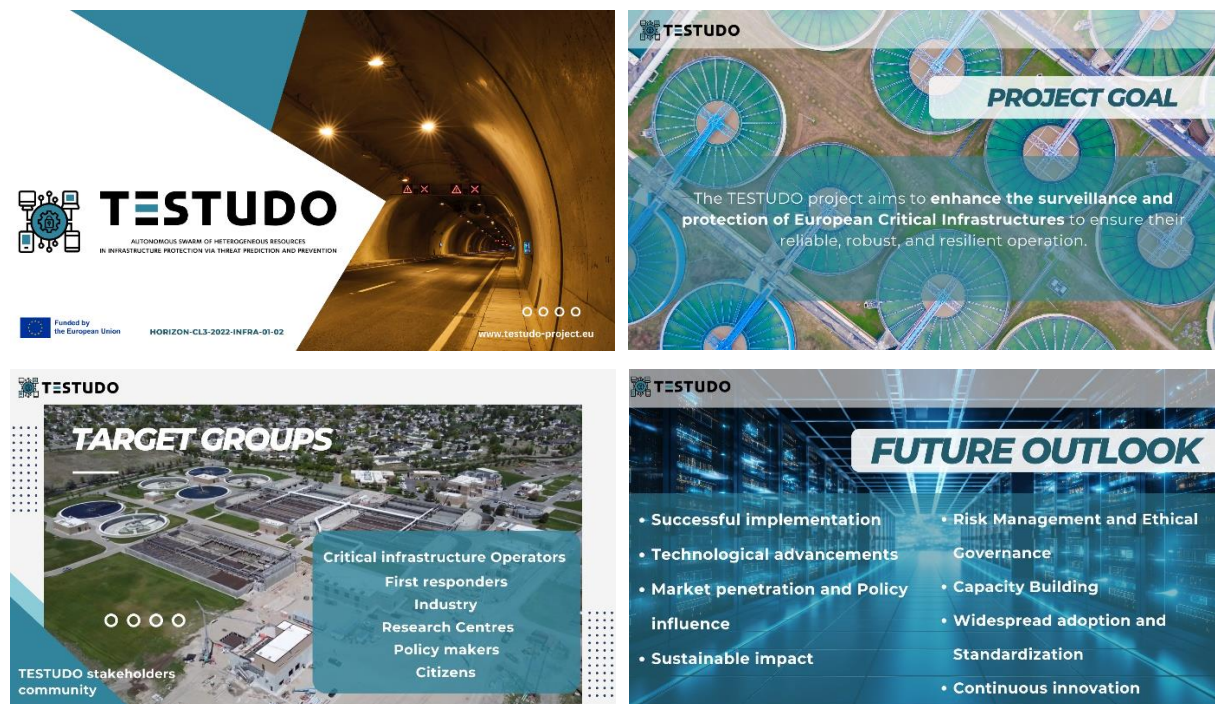 TESTUDO
AUTONOMOUS SWARM OF HETEROGENEOUS RESOURCES
IN INFRASTRUCTURE PROTECTION VIA THREAT PREDICTION AND PREVENTION
Funded by
the European Union
HORIZON-CL3-2022-INFRA-01-02
www.testudo-project.eu
TESTUDO
PROJECT GOAL
The TESTUDO project aims to enhance the surveillance and
protection of European Critical Infrastructures to ensure their
reliable, robust, and resilient operation.
TESTUDO
TARGET GROUPS
Critical infrastructure Operators
First responders
Industry
Research Centres
Policy makers
Citizens
TESTUDO stakeholders
community
TESTUDO
FUTURE OUTLOOK
• Successful implementation
• Technological advancements
• Market penetration and Policy
influence
• Sustainable impact
• Risk Management and Ethical
Governance
• Capacity Building
• Widespread adoption and
Standardization
• Continuous innovation